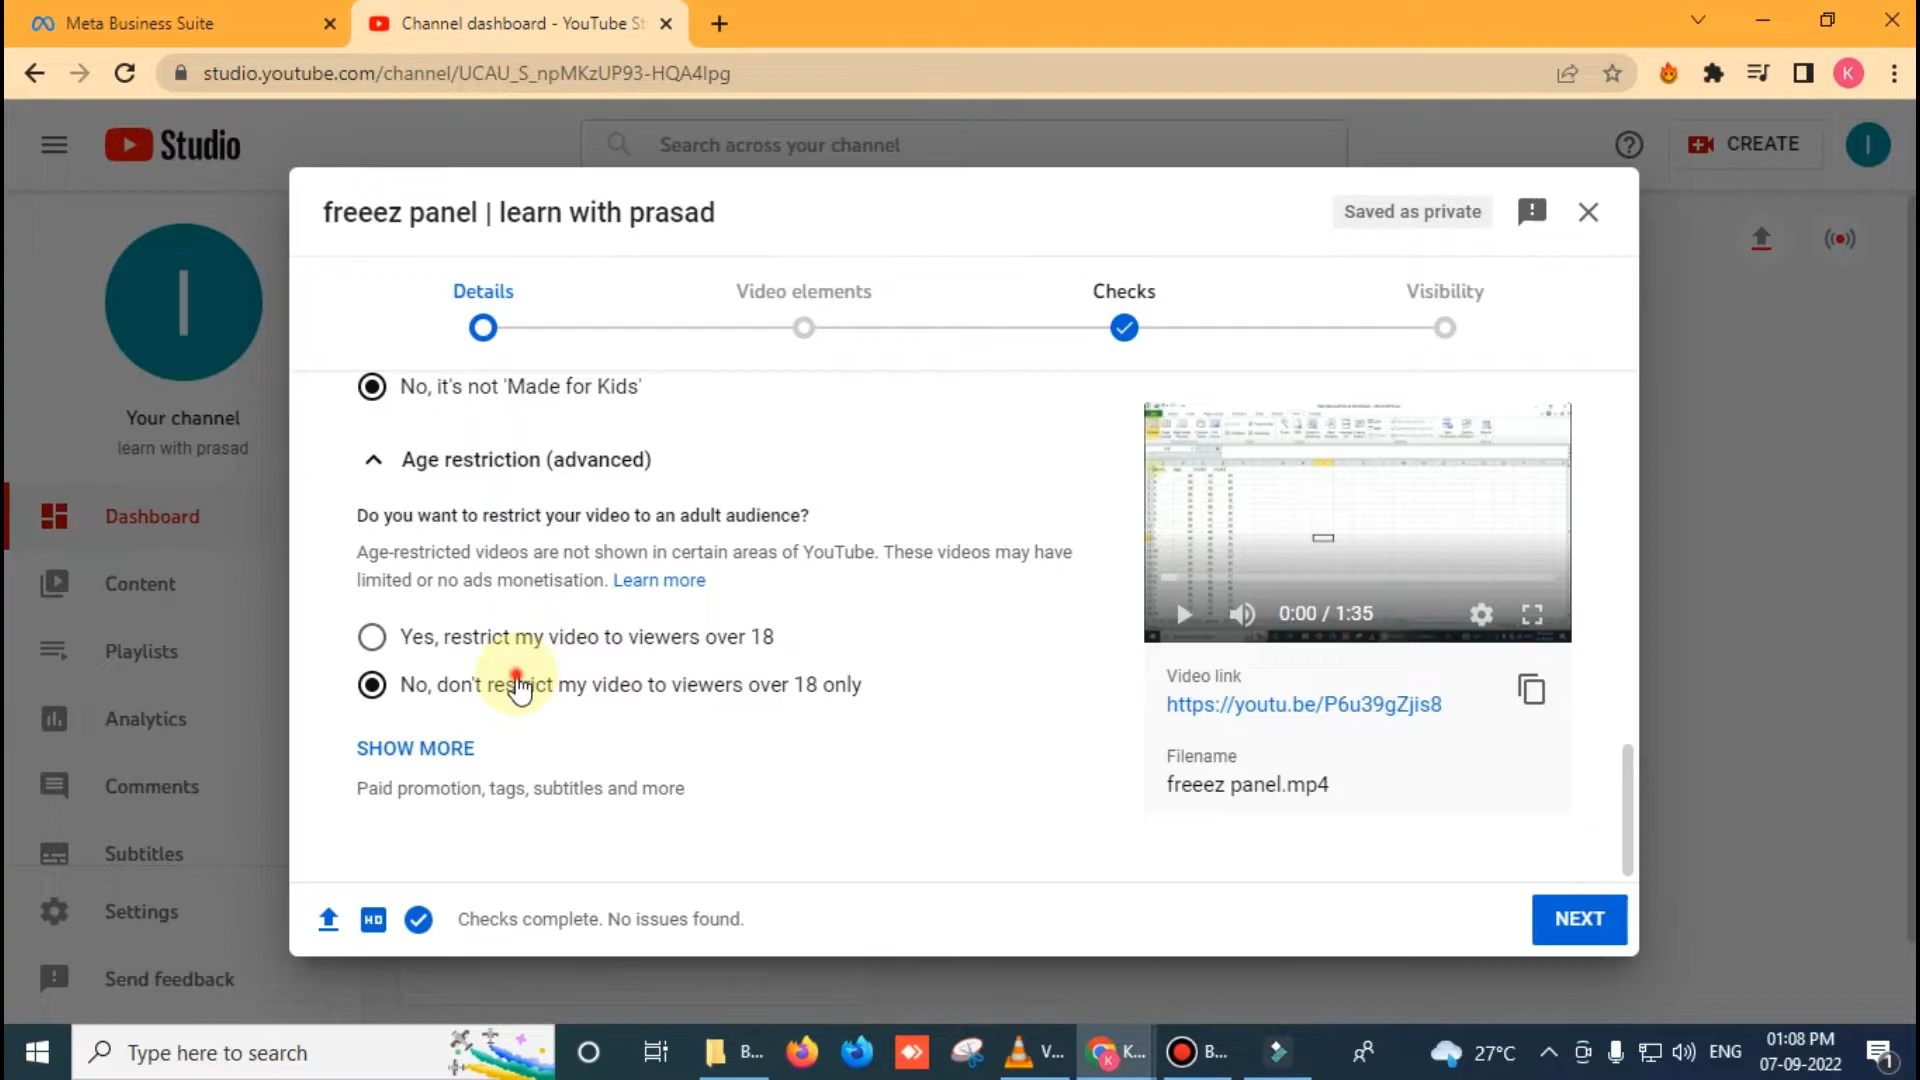 Meta Business Suite
Channel dashboard - YouTube St
studio.youtube.com/channel/UCAU_S_npMKzUP93-HQA4lpg
K
Studio
Search across your channel
CREATE
I
freeez panel | learn with prasad
Saved as private
Details
Video elements
Checks
Visibility
I
Your channel
learn with prasad
Dashboard
Content
Playlists
Analytics
Comments
Subtitles
Settings
Send feedback
No, it's not 'Made for Kids'
Age restriction (advanced)
Do you want to restrict your video to an adult audience?
Age-restricted videos are not shown in certain areas of YouTube. These videos may have
limited or no ads monetisation. Learn more
Yes, restrict my video to viewers over 18
No, don't restrict my video to viewers over 18 only
SHOW MORE
Paid promotion, tags, subtitles and more
0:00 / 1:35
Video link
https://youtu.be/P6u39gZjis8
Filename
freeez panel.mp4
HD
Checks complete. No issues found.
NEXT
Type here to search
B...
V...
K...
B...
27°C
ENG
01:08 PM
07-09-2022
1